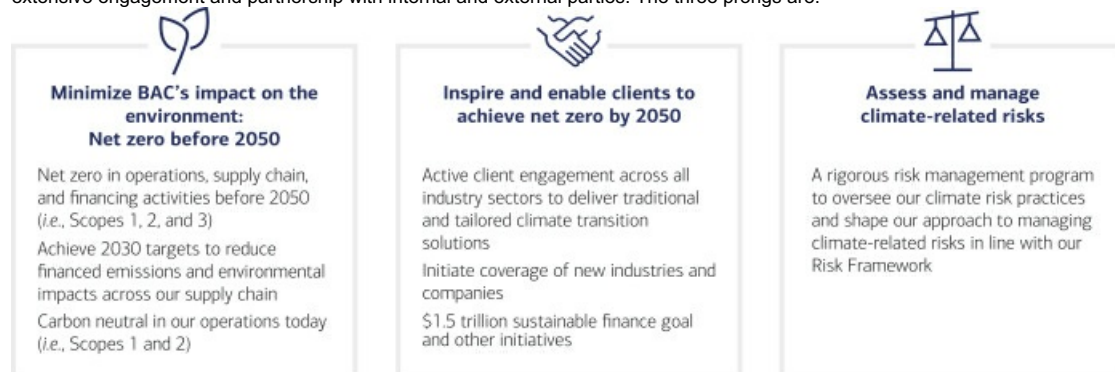 extensive engagement and partnership with internal and external parties. The three prongs are:
Minimize BAC's impact on the
environment:
Net zero before 2050
Net zero in operations, supply chain,
and financing activities before 2050
(i.e., Scopes 1, 2, and 3)
Achieve 2030 targets to reduce
financed emissions and environmental
impacts across our supply chain
Carbon neutral in our operations today
(i.e., Scopes 1 and 2)
Inspire and enable clients to
achieve net zero by 2050
Active client engagement across all
industry sectors to deliver traditional
and tailored climate transition
solutions
Initiate coverage of new industries and
companies
$1.5 trillion sustainable finance goal
and other initiatives
Assess and manage
climate-related risks
A rigorous risk management program
to oversee our climate risk practices
and shape our approach to managing
climate-related risks in line with our
Risk Framework